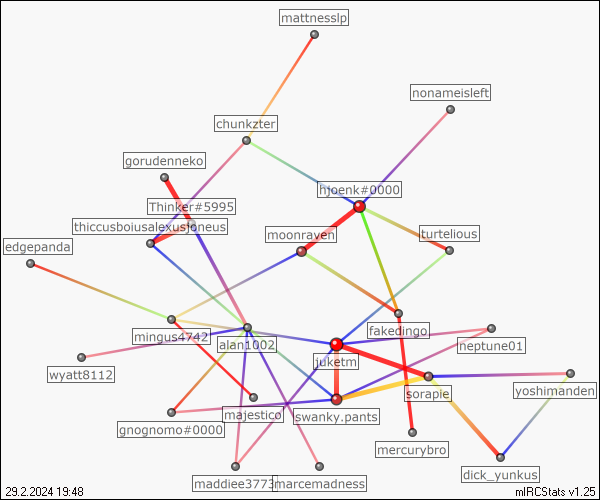 mattnesslp
nonameisleft
chunkzter
gorudenneko
hjoenk#0000
Thinker#5995
thiccusboiusalexusjoneus
moonraven
turtelious
edgepanda
fakedingo
mingus4742
alan1002
juketm
neptune01
wyatt8112
sorapie
yoshimanden
majestico
swanky.pants
gnognomo#0000
mercurybro
dick_yunkus
maddiee3773
marcemadness
29.2.2024 19:48
mIRCStats v1.25